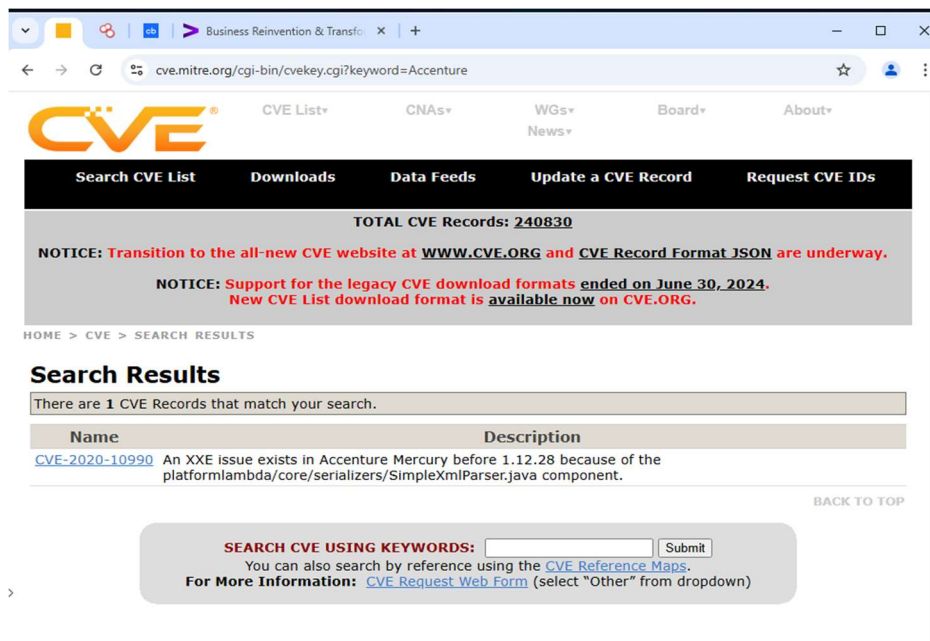 Business Reinvention & Transfo
cve.mitre.org/cgi-bin/cvekey.cgi?keyword=Accenture
CVE®
CVE List▾ CNAs▾ WGs▾ Board▾ About▾
News▾
Search CVE List Downloads Data Feeds Update a CVE Record Request CVE IDs
TOTAL CVE Records: 240830
NOTICE: Transition to the all-new CVE website at WWW.CVE.ORG and CVE Record Format JSON are underway.
NOTICE: Support for the legacy CVE download formats ended on June 30, 2024.
New CVE List download format is available now on CVE.ORG.
HOME > CVE > SEARCH RESULTS
Search Results
There are 1 CVE Records that match your search.
Name Description
CVE-2020-10990 An XXE issue exists in Accenture Mercury before 1.12.28 because of the
platformlambda/core/serializers/SimpleXmlParser.java component.
BACK TO TOP
SEARCH CVE USING KEYWORDS: Submit
You can also search by reference using the CVE Reference Maps.
For More Information: CVE Request Web Form (select "Other" from dropdown)